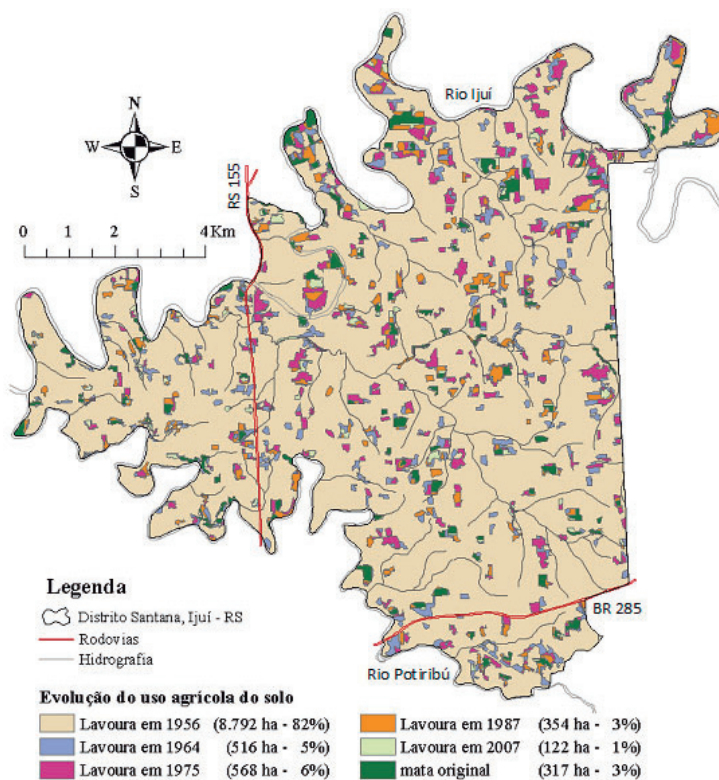 Rio Ijuí
N
W E
S
RS 155
0 1 2 4 Km
BR 285
Rio Potiribú
Legenda
Distrito Santana, Ijuí - RS
Rodovias
Hidrografia
Evolução do uso agrícola do solo
Lavoura em 1956 (8.792 ha - 82%)
Lavoura em 1964 (516 ha - 5%)
Lavoura em 1975 (568 ha - 6%)
Lavoura em 1987 (354 ha - 3%)
Lavoura em 2007 (122 ha - 1%)
mata original (317 ha - 3%)